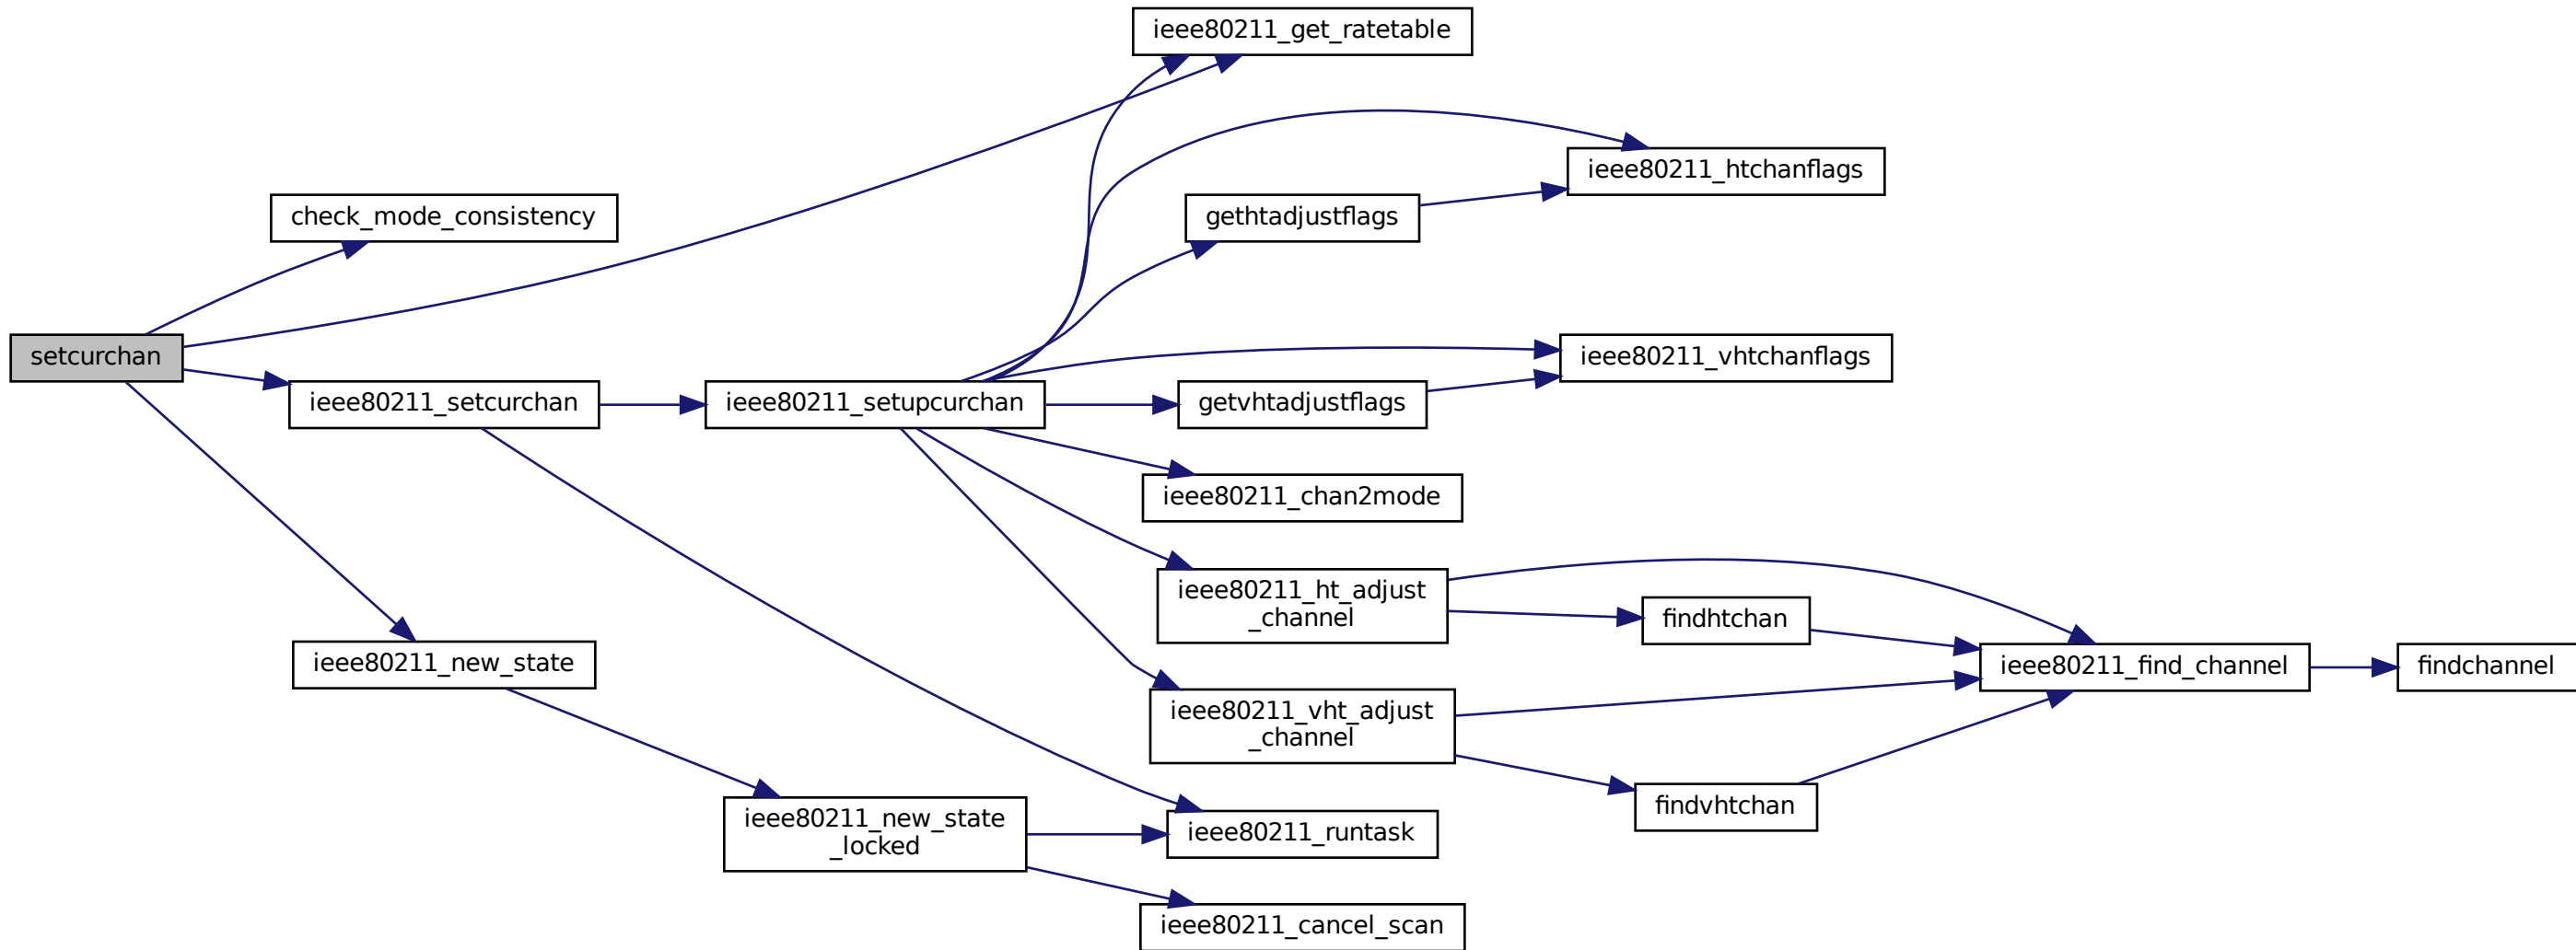 ieee80211_get_ratetable
ieee80211_htchanflags
check_mode_consistency
gethtadjustflags
setcurchan
ieee80211_vhtchanflags
ieee80211_setcurchan
ieee80211_setupcurchan
getvhtadjustflags
ieee80211_chan2mode
ieee80211_ht_adjust
_channel
findhtchan
ieee80211_new_state
ieee80211_find_channel
findchannel
ieee80211_vht_adjust
_channel
findvhtchan
ieee80211_new_state
_locked
ieee80211_runtask
ieee80211_cancel_scan